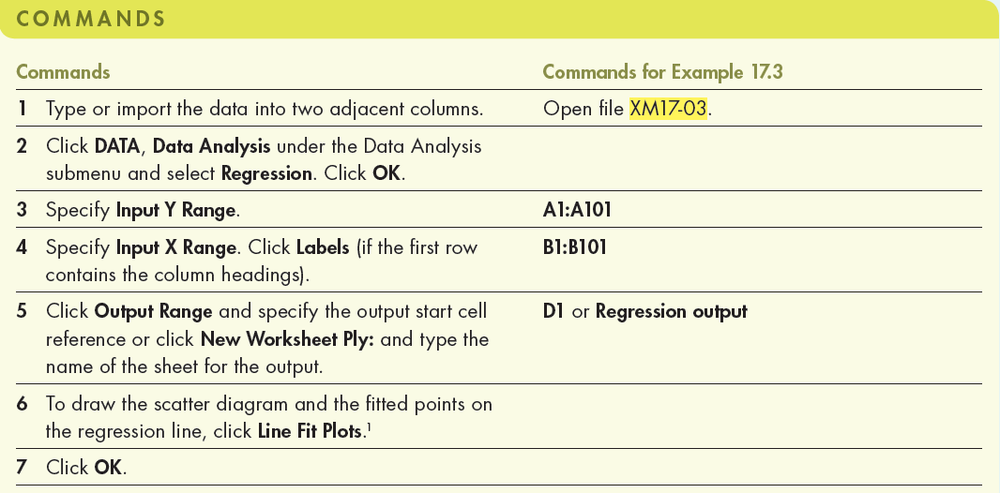 COMMANDS
Commands Commands for Example 17.3
1 Type or import the data into two adjacent columns. Open file XM17-03.
2 Click DATA, Data Analysis under the Data Analysis
submenu and select Regression. Click OK.
3 Specify Input Y Range. A1:A101
4 Specify Input X Range. Click Labels (if the first row B1:B101
contains the column headings).
5 Click Output Range and specify the output start cell D1 or Regression output
reference or click New Worksheet Ply: and type the
name of the sheet for the output.
6 To draw the scatter diagram and the fitted points on
the regression line, click Line Fit Plots.¹
7 Click OK.